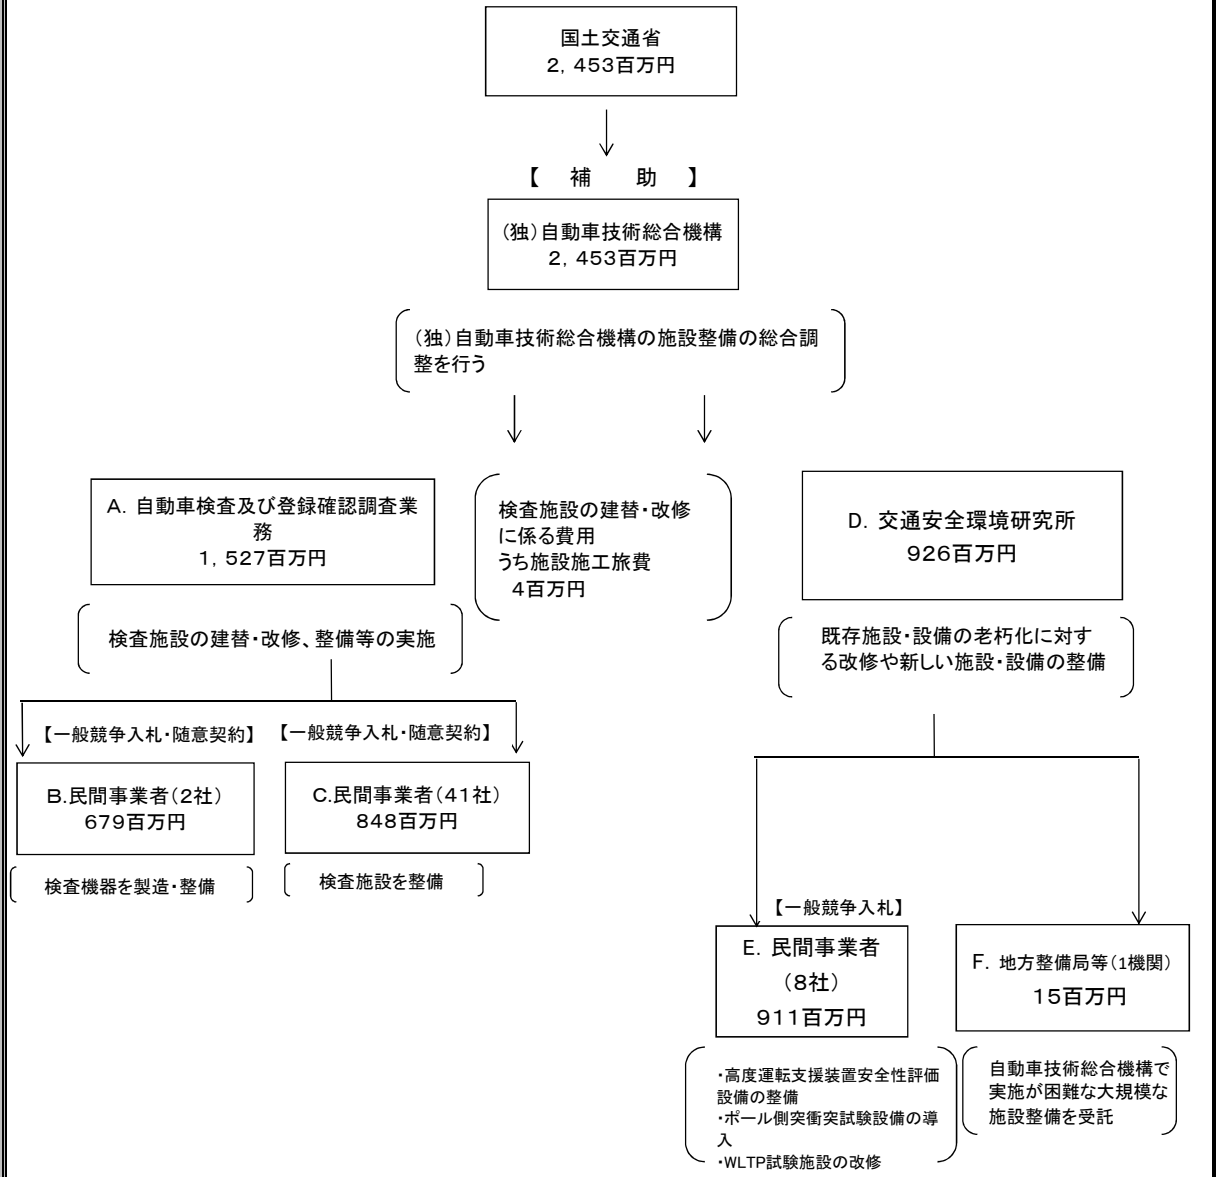 国土交通省
２，４５３百万円
【　補　助　】
（独）自動車技術総合機構
２，４５３百万円
（独）自動車技術総合機構の施設整備の総合調
整を行う
A．自動車検査及び登録確認調査業
務
１，５２７百万円
検査施設の建替・改修
に係る費用
うち施設施工旅費
４百万円
D．交通安全環境研究所
９２６百万円
検査施設の建替・改修、整備等の実施
既存施設・設備の老朽化に対す
る改修や新しい施設・設備の整備
【一般競争入札・随意契約】
【一般競争入札・随意契約】
B.民間事業者（２社）
６７９百万円
C.民間事業者（４１社）
８４８百万円
検査機器を製造・整備
検査施設を整備
【一般競争入札】
E．民間事業者
（８社）
９１１百万円
F．地方整備局等（1機関）
１５百万円
・高度運転支援装置安全性評価
設備の整備
・ポール側突衝突試験設備の導
入
・WLTP試験施設の改修
自動車技術総合機構で
実施が困難な大規模な
施設整備を受託